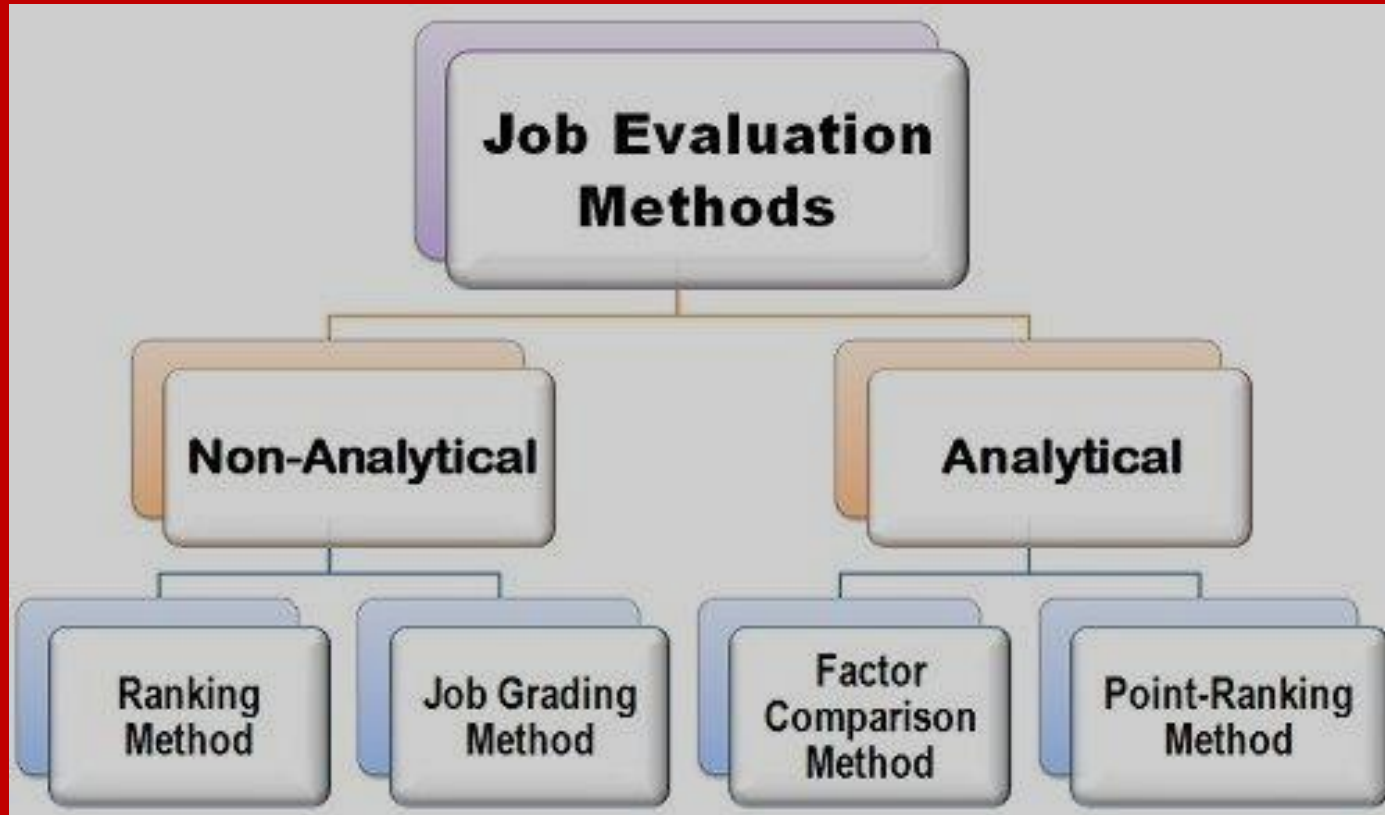 Job Evaluation
Methods
Non-Analytical
Analytical
Ranking
Method
Job Grading
Method
Factor
Comparison
Method
Point-Ranking
Method